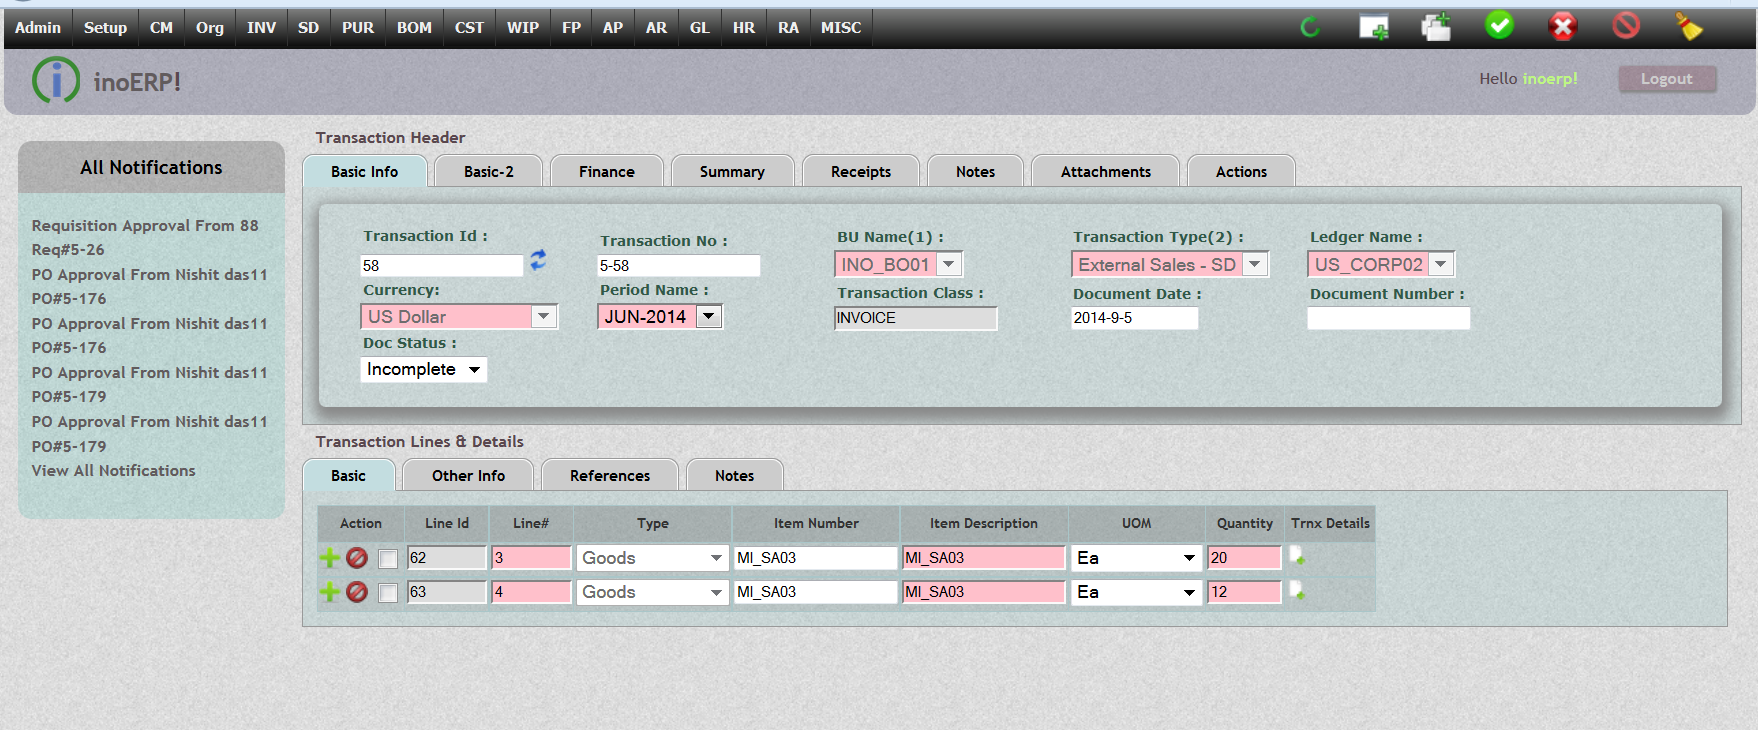 Admin Setup CM Org INV SD PUR BOM CST WIP FP AP AR GL HR RA MISC
inoERP!
Hello inoerp! Logout
All Notifications
Requisition Approval From 88
Req#5-26
PO Approval From Nishit das11
PO#5-176
PO Approval From Nishit das11
PO#5-176
PO Approval From Nishit das11
PO#5-179
PO Approval From Nishit das11
PO#5-179
View All Notifications
Transaction Header
Basic Info Basic-2 Finance Summary Receipts Notes Attachments Actions
Transaction Id : Transaction No : BU Name(1) : Transaction Type(2) : Ledger Name :
58 5-58 INO_BO01 External Sales - SD US_CORP02
Currency: Period Name : Transaction Class : Document Date : Document Number :
US Dollar JUN-2014 INVOICE 2014-9-5
Doc Status :
Incomplete
Transaction Lines & Details
Basic Other Info References Notes
Action Line Id Line# Type Item Number Item Description UOM Quantity Trnx Details
62 3 Goods MI_SA03 MI_SA03 Ea 20
63 4 Goods MI_SA03 MI_SA03 Ea 12